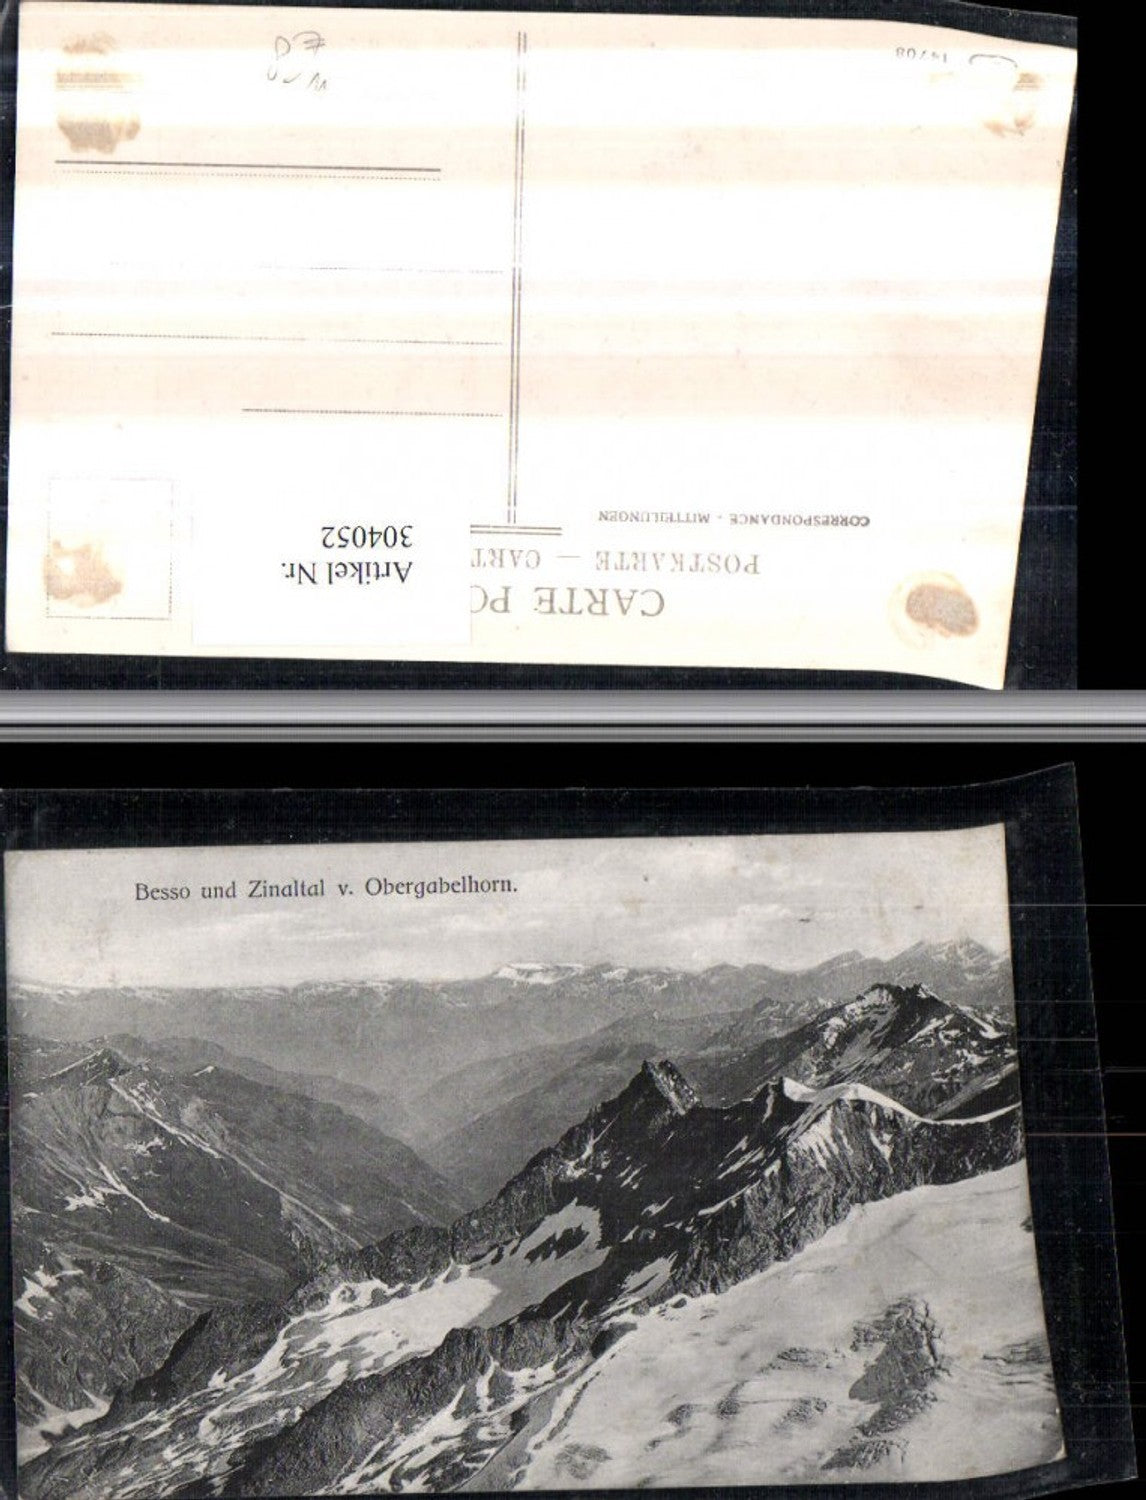 CARTE PO
POSTKARTE — CART
CORRESPONDANCE - MITTEILUNGEN
Artikel Nr.
304052
14708
Besso und Zinaltal v. Obergabelhorn.